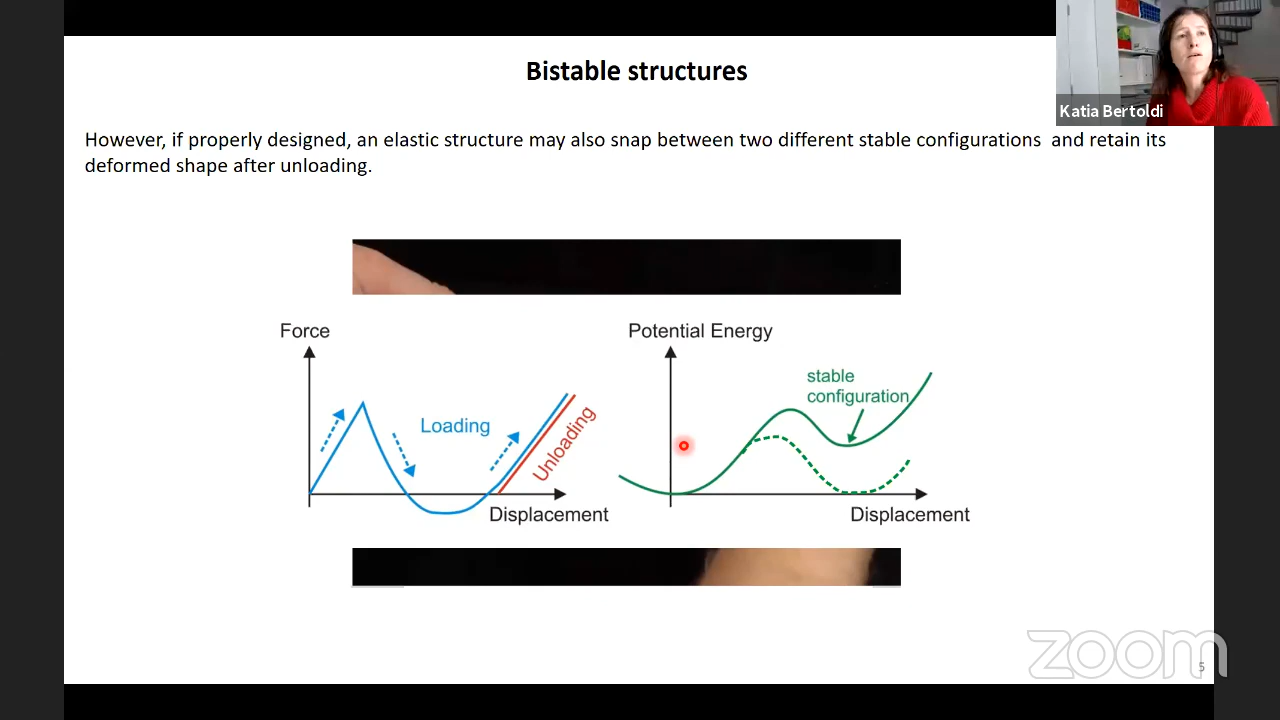 Bistable structures
Katia Bertoldi
However, if properly designed, an elastic structure may also snap between two different stable configurations and retain its
deformed shape after unloading.
Force
Loading
Unloading
Displacement
Potential Energy
stable
configuration
Displacement
zoom
5